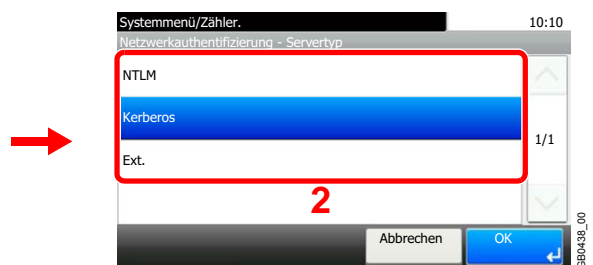 Systemmenü/Zähler. 10:10
Netzwerkauthentifizierung - Servertyp
NTLM
Kerberos
1/1
Ext.
2
Abbrechen OK
GB0438_00